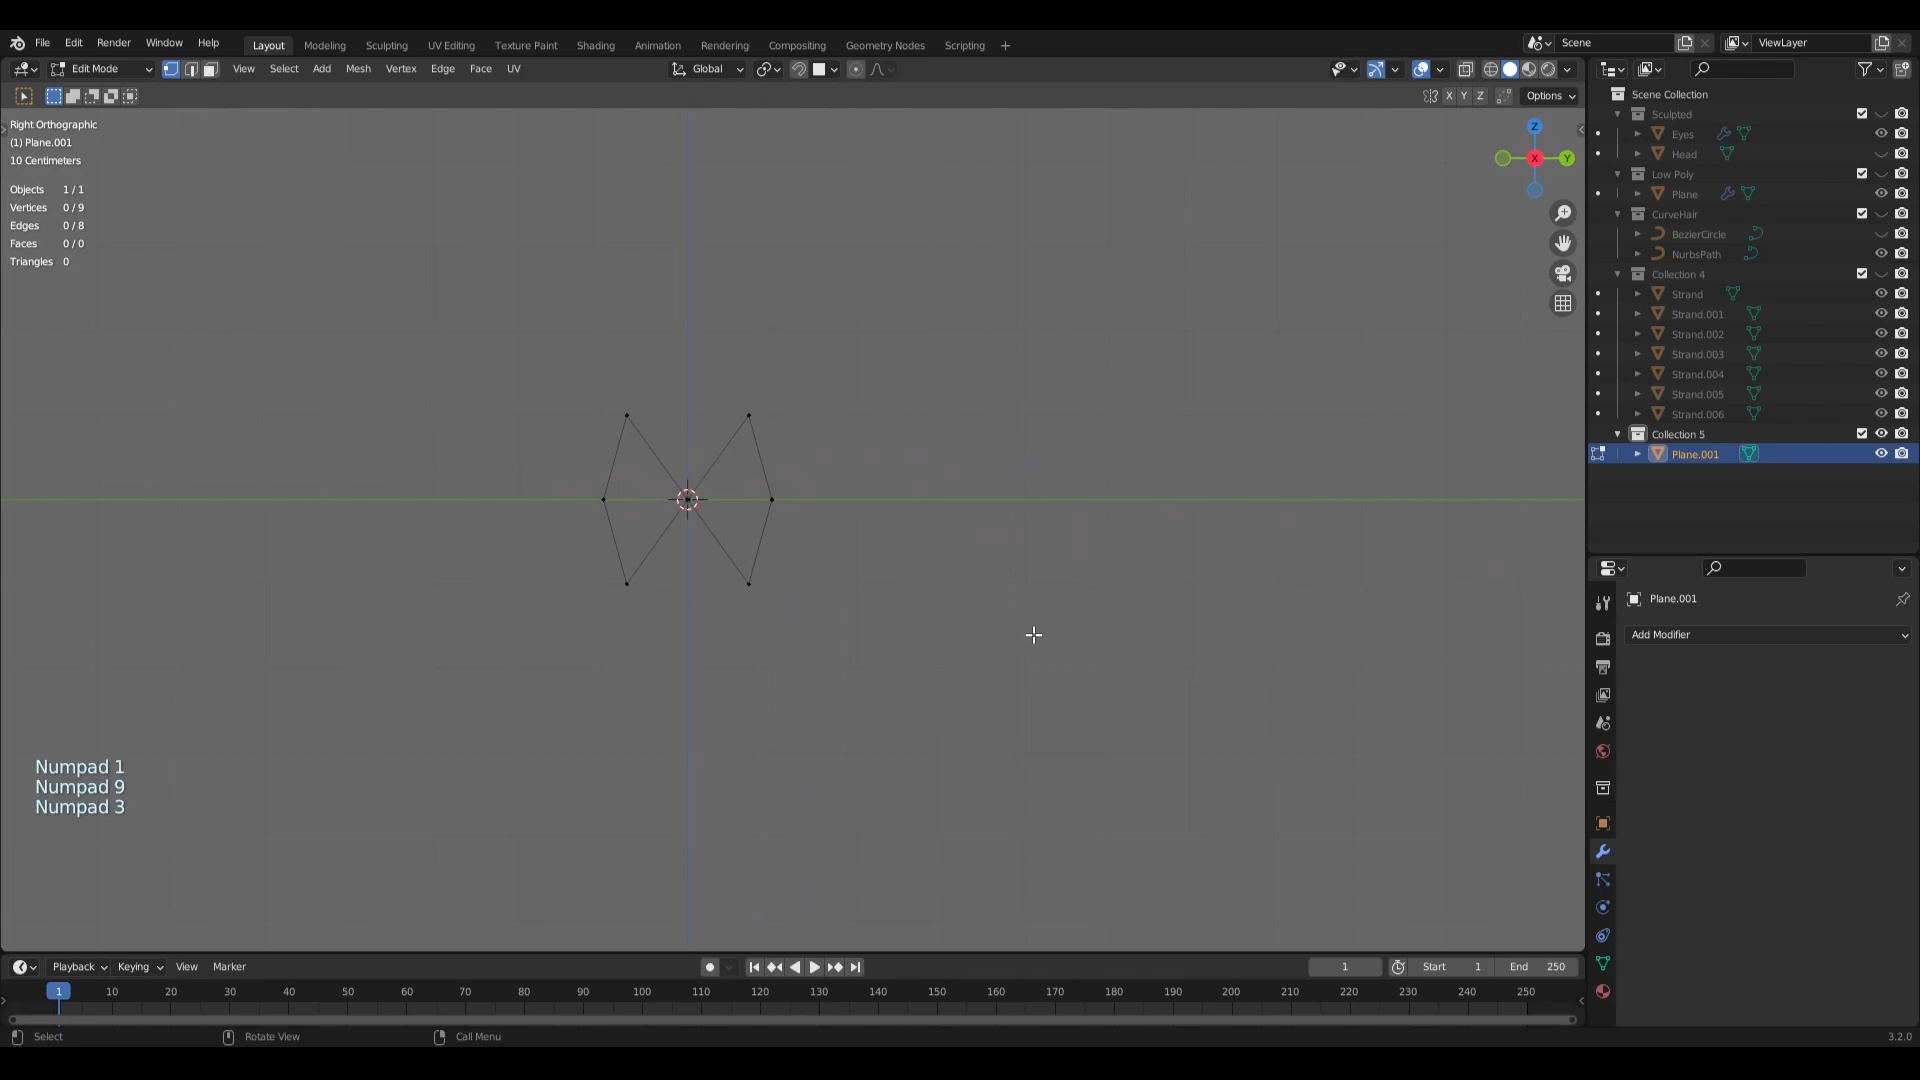 File Edit Render Window Help Layout Modeling Sculpting UV Editing Texture Paint Shading Animation Rendering Compositing Geometry Nodes Scripting + Scene ViewLayer
Edit Mode View Select Add Mesh Vertex Edge Face UV Global
X Y Z Options
Right Orthographic
(1) Plane.001
10 Centimeters
Objects 1 / 1
Vertices 0 / 9
Edges 0 / 8
Faces 0 / 0
Triangles 0
Z
X
Y
Numpad 1
Numpad 9
Numpad 3
Scene Collection
Sculpted
Eyes
Head
Low Poly
Plane
CurveHair
BezierCircle
NurbsPath
Collection 4
Strand
Strand.001
Strand.002
Strand.003
Strand.004
Strand.005
Strand.006
Collection 5
Plane.001
Plane.001
Add Modifier
Playback Keying View Marker 1 Start 1 End 250
1 10 20 30 40 50 60 70 80 90 100 110 120 130 140 150 160 170 180 190 200 210 220 230 240 250
Select Rotate View Call Menu 3.2.0